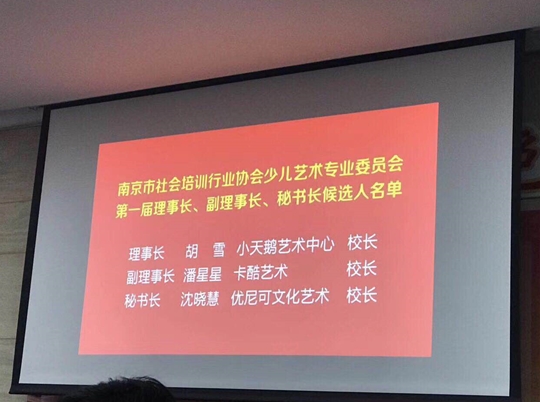 南京市社会培训行业协会少儿艺术专业委员会
第一届理事长、副理事长、秘书长候选人名单
理事长 胡 雪 小天鹅艺术中心 校长
副理事长 潘星星 卡酷艺术 校长
秘书长 沈晓慧 优尼可文化艺术 校长